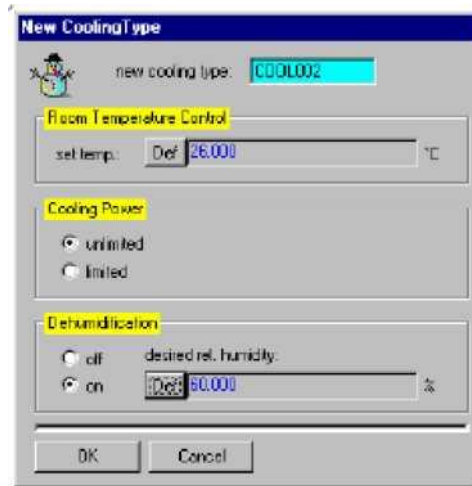 New CoolingType
new cooling type: COOL002
Room Temperature Control
set temp.: Def 26.000 °C
Cooling Power
unlimited
limited
Dehumidification
off desired rel. humidity:
on Def 60.000 %
OK Cancel